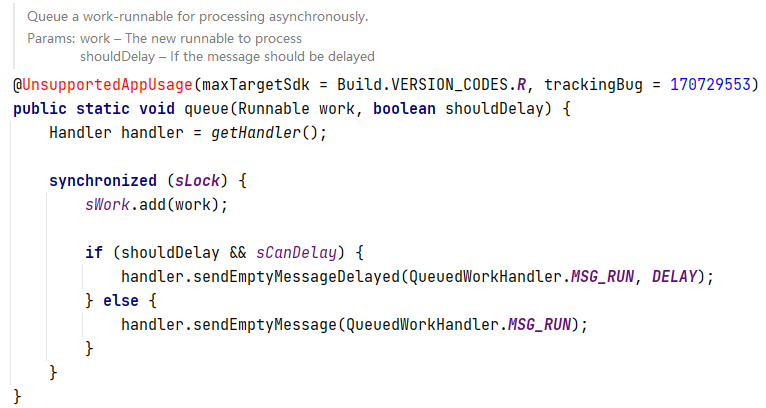 Queue a work-runnable for processing asynchronously.
Params: work – The new runnable to process
shouldDelay – If the message should be delayed
@UnsupportedAppUsage(maxTargetSdk = Build.VERSION_CODES.R, trackingBug = 170729553)
public static void queue(Runnable work, boolean shouldDelay) {
    Handler handler = getHandler();
    synchronized (sLock) {
        sWork.add(work);
        if (shouldDelay && sCanDelay) {
            handler.sendEmptyMessageDelayed(QueuedWorkHandler.MSG_RUN, DELAY);
        } else {
            handler.sendEmptyMessage(QueuedWorkHandler.MSG_RUN);
        }
    }
}